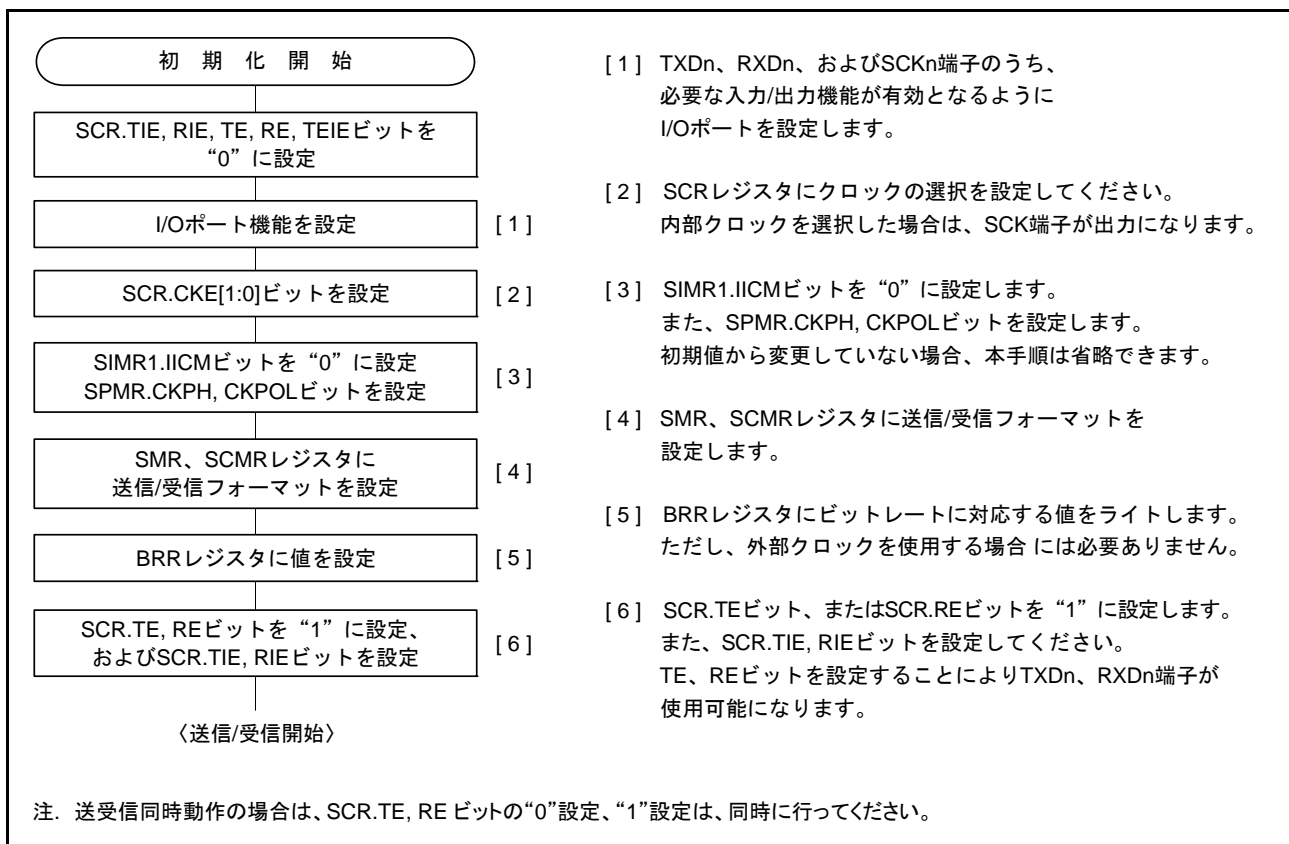 初 期 化 開 始
SCR.TIE, RIE, TE, RE, TEIEビットを
“0”に設定
I/Oポート機能を設定
[ 1 ]
SCR.CKE[1:0]ビットを設定
[ 2 ]
SIMR1.IICMビットを“0”に設定
SPMR.CKPH, CKPOLビットを設定
[ 3 ]
SMR、SCMRレジスタに
送信/受信フォーマットを設定
[ 4 ]
BRRレジスタに値を設定
[ 5 ]
SCR.TE, REビットを“1”に設定、
およびSCR.TIE, RIEビットを設定
[ 6 ]
〈送信/受信開始〉
[ 1 ] TXDn、RXDn、およびSCKn端子のうち、
必要な入力/出力機能が有効となるように
I/Oポートを設定します。
[ 2 ] SCRレジスタにクロックの選択を設定してください。
内部クロックを選択した場合は、SCK端子が出力になります。
[ 3 ] SIMR1.IICMビットを“0”に設定します。
また、SPMR.CKPH, CKPOLビットを設定します。
初期値から変更していない場合、本手順は省略できます。
[ 4 ] SMR、SCMRレジスタに送信/受信フォーマットを
設定します。
[ 5 ] BRRレジスタにビットレートに対応する値をライトします。
ただし、外部クロックを使用する場合 には必要ありません。
[ 6 ] SCR.TEビット、またはSCR.REビットを“1”に設定します。
また、SCR.TIE, RIEビットを設定してください。
TE、REビットを設定することによりTXDn、RXDn端子が
使用可能になります。
注. 送受信同時動作の場合は、SCR.TE, RE ビットの“0”設定、“1”設定は、同時に行ってください。